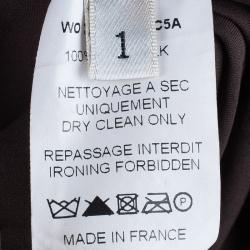 1
NETTOYAGE A SEC
UNIQUEMENT
DRY CLEAN ONLY
REPASSAGE INTERDIT
IRONING FORBIDDEN
P
MADE IN FRANCE